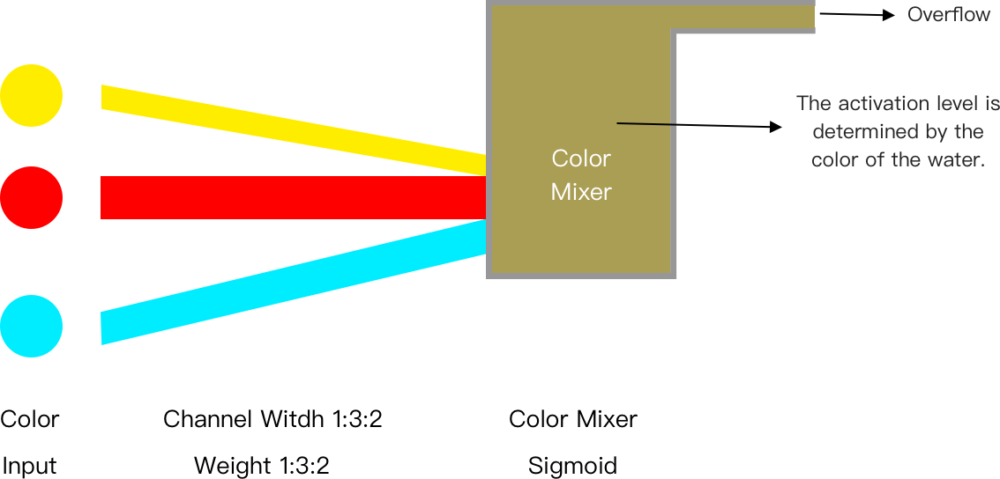 Overflow
The activation level is
determined by the
color of the water.
Color
Mixer
Color
Channel Witdh 1:3:2
Color Mixer
Input
Weight 1:3:2
Sigmoid